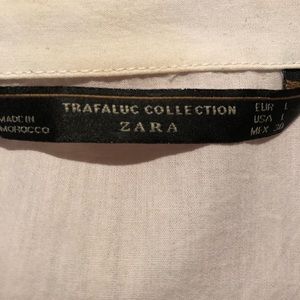 MADE IN
MOROCCO
TRAFALUC COLLECTION
ZARA
EUR L
USA L
MEX 30